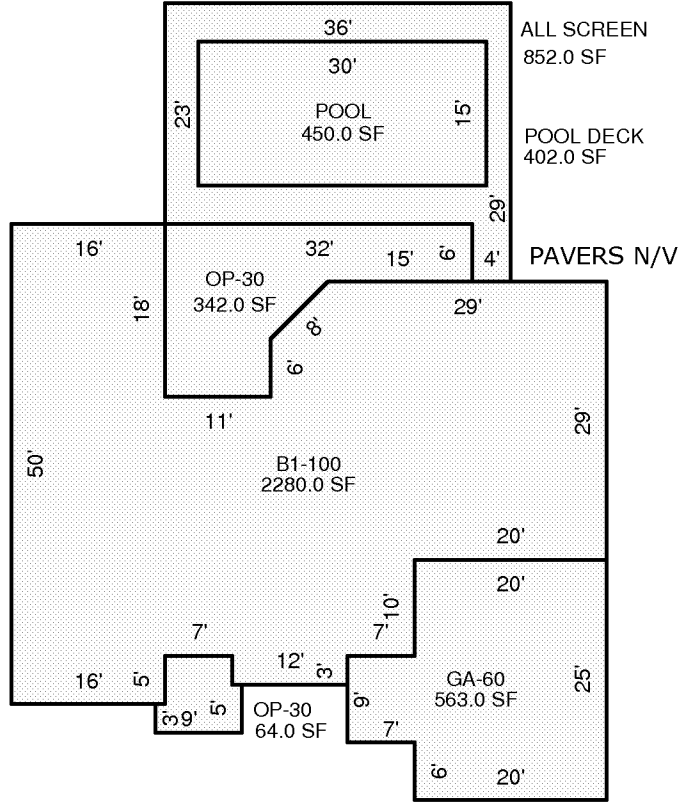 36'
ALL SCREEN
852.0 SF
30'
23'
POOL
450.0 SF
15'
POOL DECK
402.0 SF
29'
16'
32'
15'
6'
4'
PAVERS N/V
OP-30
342.0 SF
18'
29'
8'
6'
11'
29'
50'
B1-100
2280.0 SF
20'
20'
10'
7'
7'
12'
3'
16'
5'
GA-60
563.0 SF
25'
9'
3'
9'
5'
OP-30
64.0 SF
7'
6'
20'